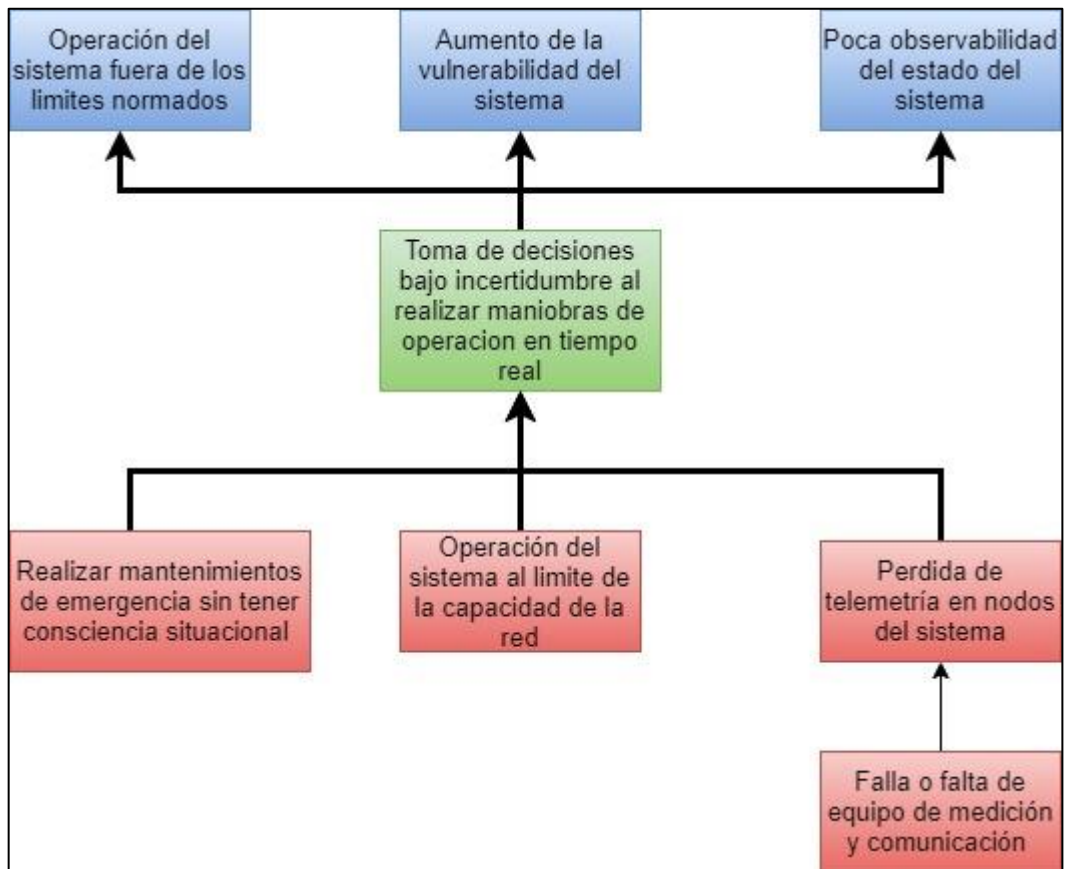 Operación del
sistema fuera de los
limites normados
Aumento de la
vulnerabilidad del
sistema
Poca observabilidad
del estado del
sistema
Toma de decisiones
bajo incertidumbre al
realizar maniobras de
operacion en tiempo
real
Realizar mantenimientos
de emergencia sin tener
consciencia situacional
Operación del
sistema al limite de
la capacidad de la
red
Perdida de
telemetría en nodos
del sistema
Falla o falta de
equipo de medición
y comunicación